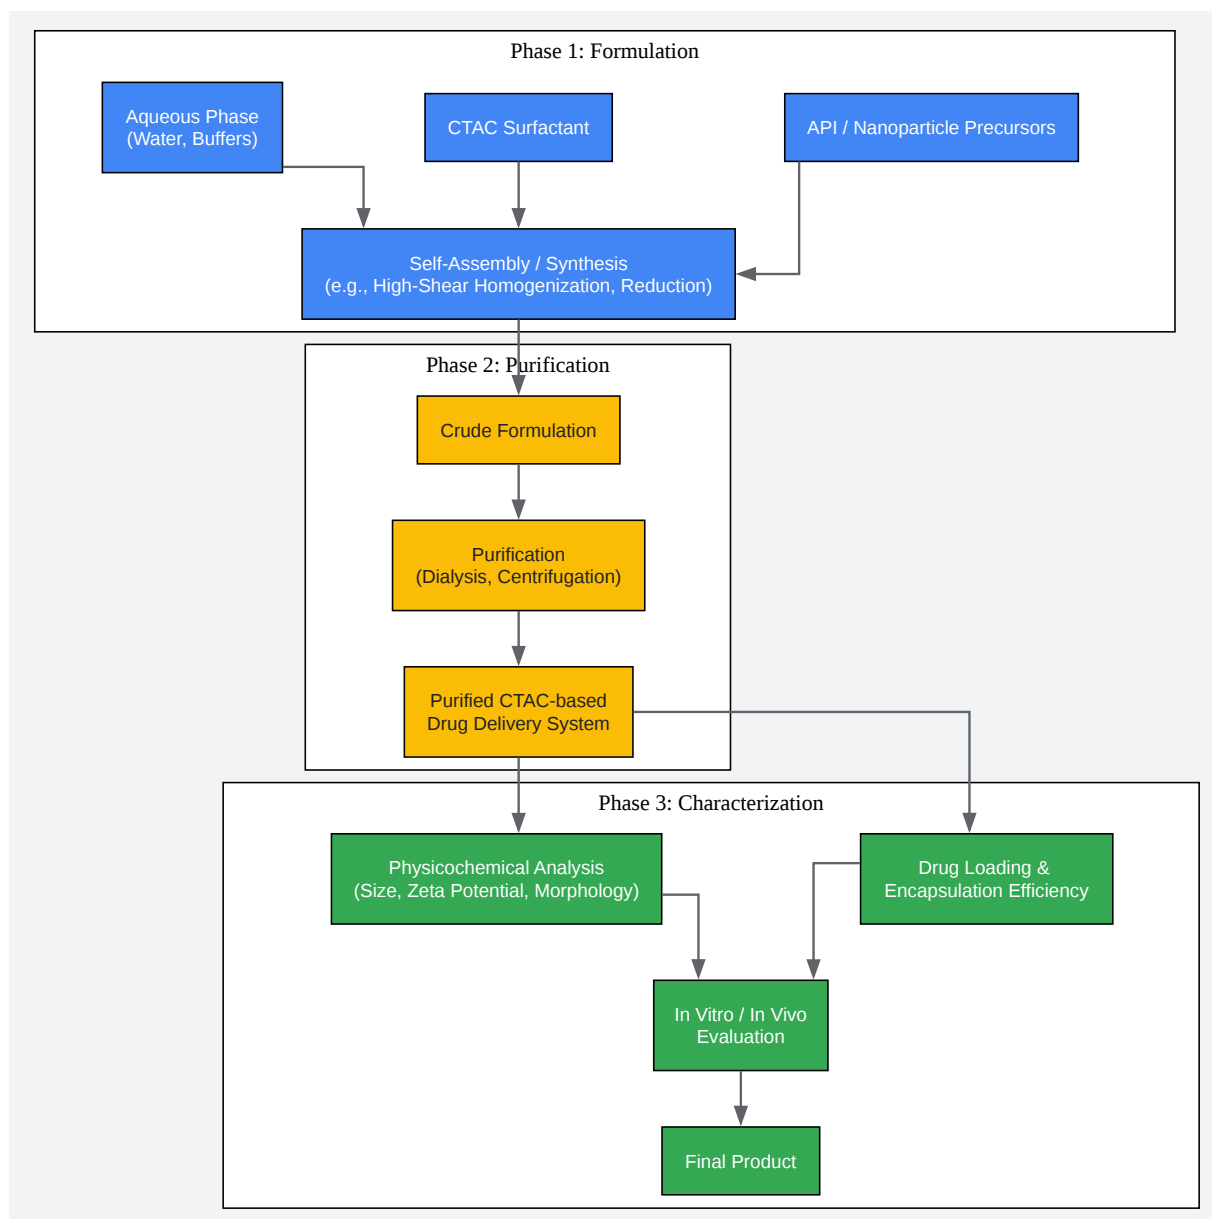 Phase 1: Formulation
Aqueous Phase
(Water, Buffers)
CTAC Surfactant
API / Nanoparticle Precursors
Self-Assembly / Synthesis
(e.g., High-Shear Homogenization, Reduction)
Phase 2: Purification
Crude Formulation
Purification
(Dialysis, Centrifugation)
Purified CTAC-based
Drug Delivery System
Phase 3: Characterization
Physicochemical Analysis
(Size, Zeta Potential, Morphology)
Drug Loading &
Encapsulation Efficiency
In Vitro / In Vivo
Evaluation
Final Product